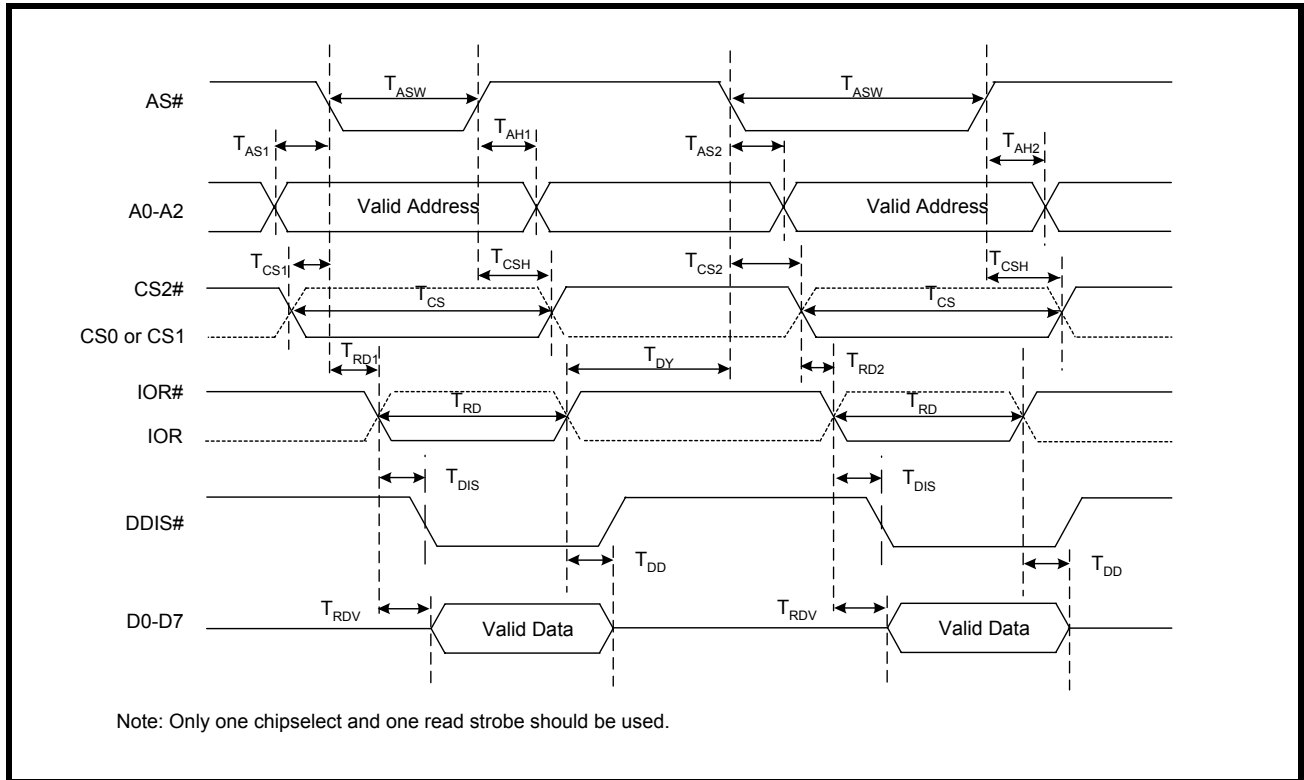 AS#
TASW
TASW
TAS1
TAH1
TAS2
TAH2
A0-A2
Valid Address
Valid Address
TCS1
TCSH
TCS2
TCSH
CS2#
TCS
TCS
CS0 or CS1
TRD1
TDY
TRD2
IOR#
TRD
TRD
IOR
TDIS
TDIS
DDIS#
TDD
TDD
TRDV
TRDV
D0-D7
Valid Data
Valid Data
Note: Only one chipselect and one read strobe should be used.